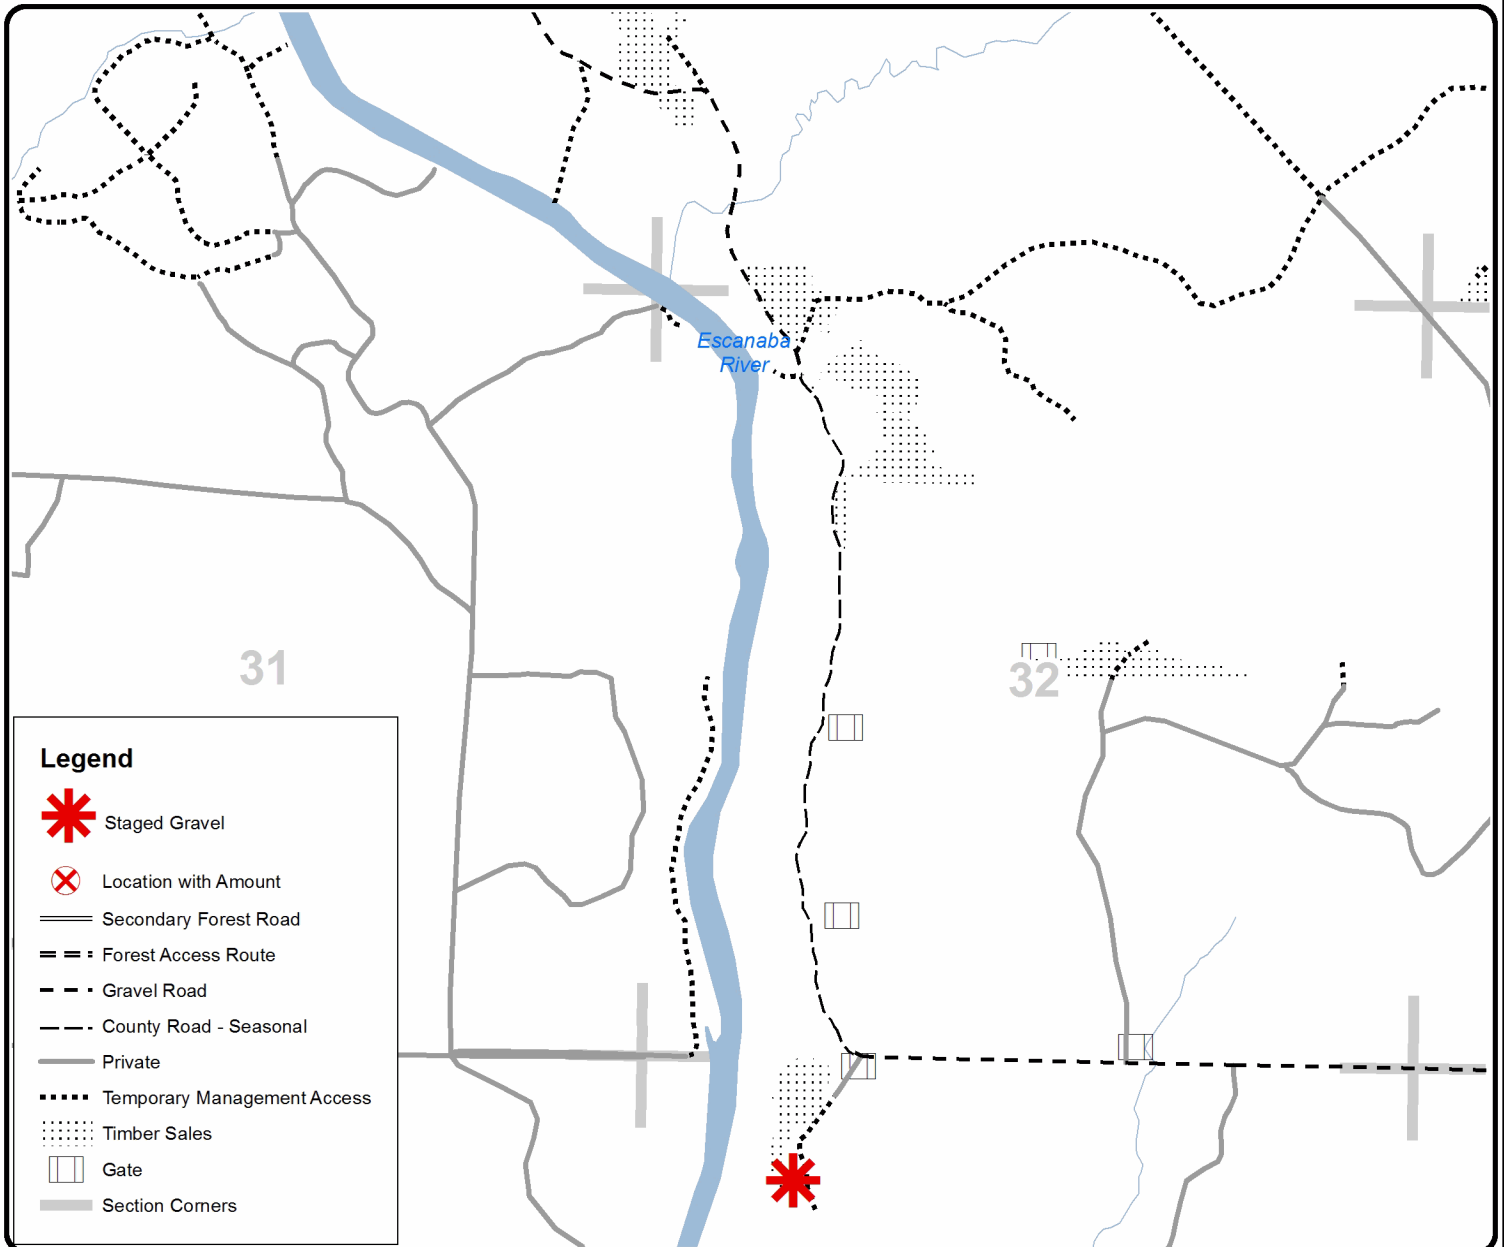 Escanaba
River
31
32
Legend
Staged Gravel
Location with Amount
Secondary Forest Road
Forest Access Route
Gravel Road
County Road - Seasonal
Private
Temporary Management Access
Timber Sales
Gate
Section Corners